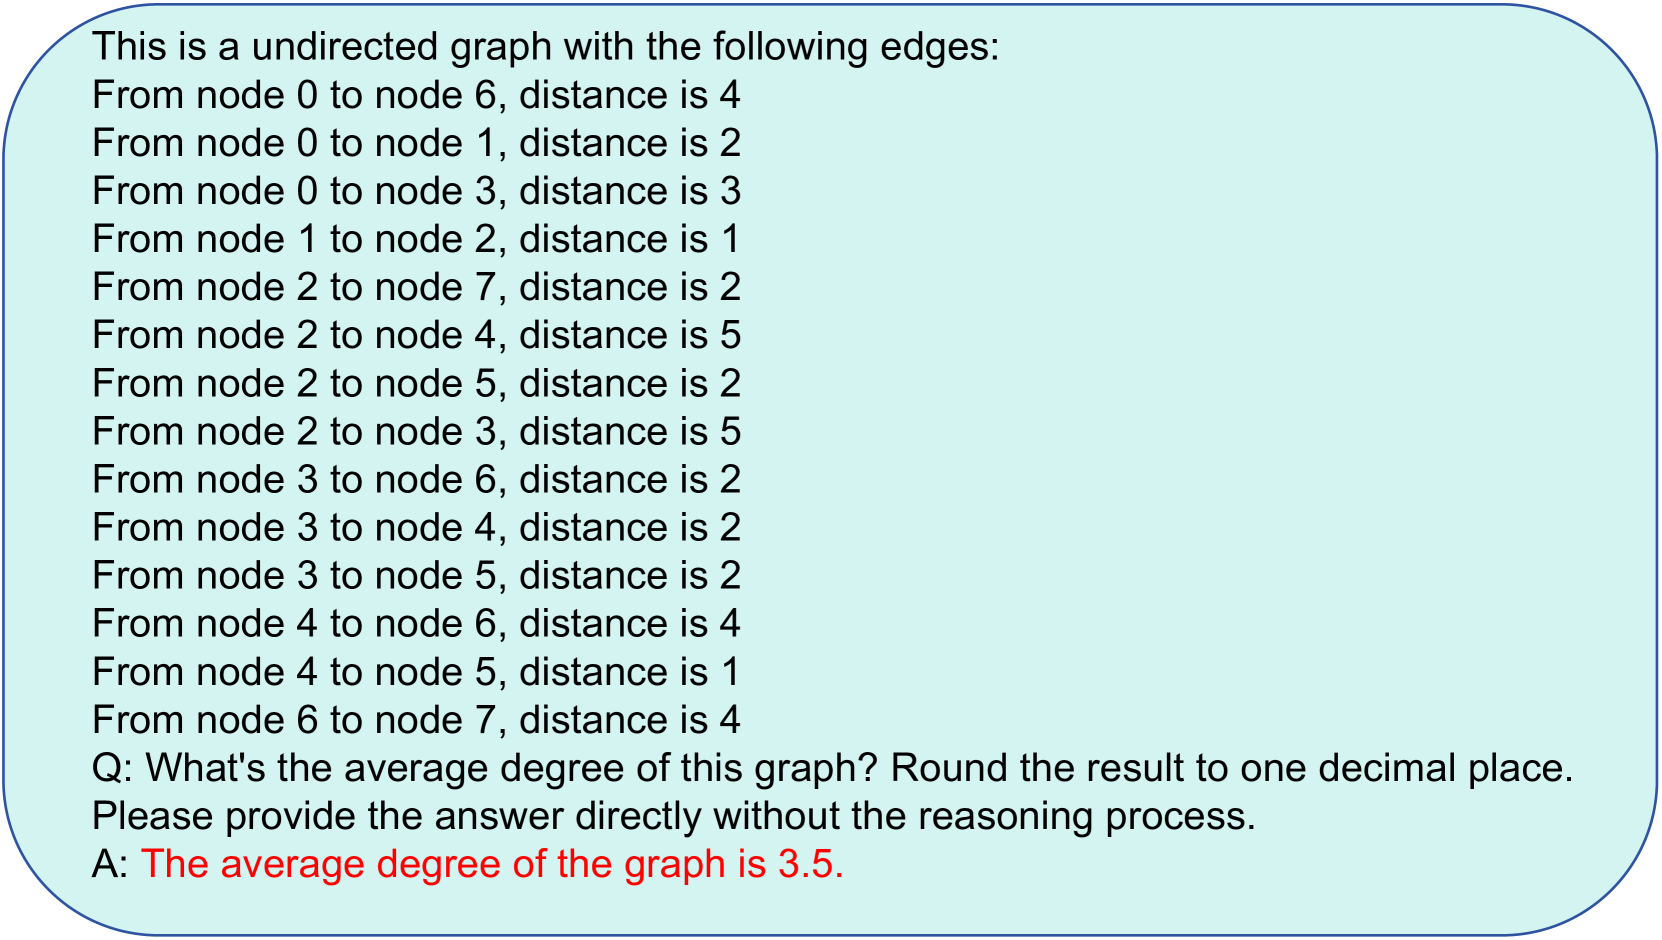 This is a undirected graph with the following edges:
From node 0 to node 6, distance is 4
From node 0 to node 1, distance is 2
From node 0 to node 3, distance is 3
From node 1 to node 2, distance is 1
From node 2 to node 7, distance is 2
From node 2 to node 4, distance is 5
From node 2 to node 5, distance is 2
From node 2 to node 3, distance is 5
From node 3 to node 6, distance is 2
From node 3 to node 4, distance is 2
From node 3 to node 5, distance is 2
From node 4 to node 6, distance is 4
From node 4 to node 5, distance is 1
From node 6 to node 7, distance is 4
Q: What's the average degree of this graph? Round the result to one decimal place.
Please provide the answer directly without the reasoning process.
A: The average degree of the graph is 3.5.